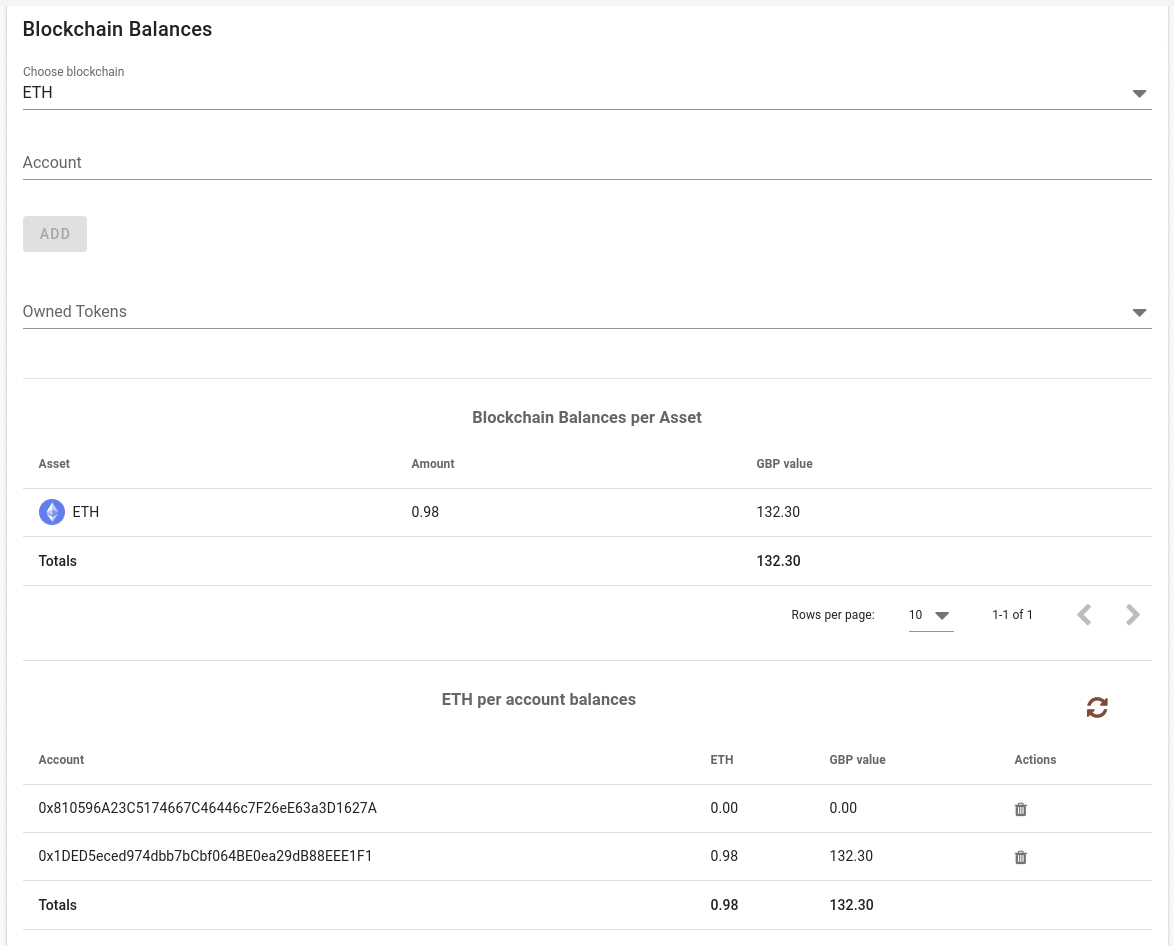 Blockchain Balances
Choose blockchain
ETH
Account
ADD
Owned Tokens
Blockchain Balances per Asset
Asset Amount GBP value
ETH 0.98 132.30
Totals 132.30
Rows per page: 10 1-1 of 1
ETH per account balances
Account ETH GBP value Actions
0x810596A23C5174667C46446c7F26eE63a3D1627A 0.00 0.00
0x1DED5eced974dbb7bCbf064BE0ea29dB88EEE1F1 0.98 132.30
Totals 0.98 132.30